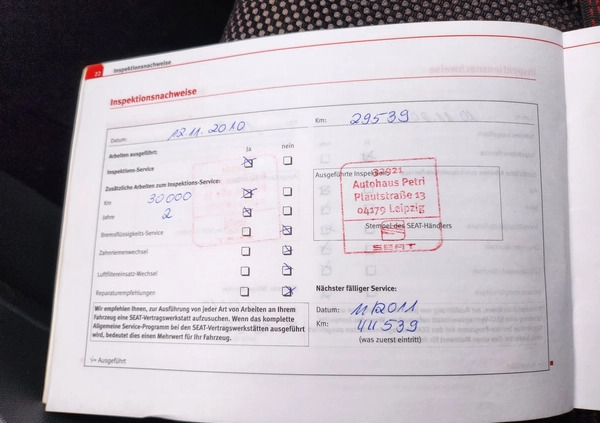 22 Inspektionsnachweise
Inspektionsnachweise
Datum: 12.11.2010
Km: 29539
Arbeiten ausgeführt: Ja nein
Inspektions-Service
Zusätzliche Arbeiten zum Inspektions-Service:
Km 30000
Jahre 2
Bremsflüssigkeits-Service
Zahnriemenwechsel
Luftfiltereinsatz-Wechsel
Reparaturempfehlungen
Wir empfehlen Ihnen, zur Ausführung von jeder Art von Arbeiten an Ihrem
Fahrzeug eine SEAT-Vertragswerkstatt aufzusuchen. Wenn das komplette
Allgemeine Service-Programm bei den SEAT-Vertragswerkstätten ausgeführt
wird, bedeutet dies einen Mehrwert für Ihr Fahrzeug.
√= Ausgeführt
Ausgeführte Inspektion:
32921
Autohaus Petri
Plautstraße 13
04179 Leipzig
Stempel des SEAT-Händlers
SEAT
Nächster fälliger Service:
Datum: 11/2011
Km: 44539
(was zuerst eintritt)